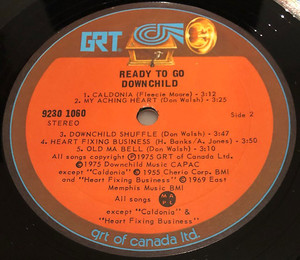 GRT
READY TO GO
DOWNCHILD
1. CALDONIA (Fleecie Moore) - 3:12
2. MY ACHING HEART (Don Walsh) - 3:25
9230 1060
STEREO
Side 2
3. DOWNCHILD SHUFFLE (Don Walsh) - 3:47
4. HEART FIXING BUSINESS (H. Banks/A. Jones) - 3:50
5. OLD MA BELL (Don Walsh) - 5:10
All songs copyright Ⓟ1975 GRT of Canada Ltd.
©1975 Downchild Music CAPAC
except "Caldonia" ©1955 Cherio Corp. BMI
and "Heart Fixing Business" ©1969 East
Memphis Music BMI
All songs
except "Caldonia" &
"Heart Fixing Business"
grt of canada ltd.